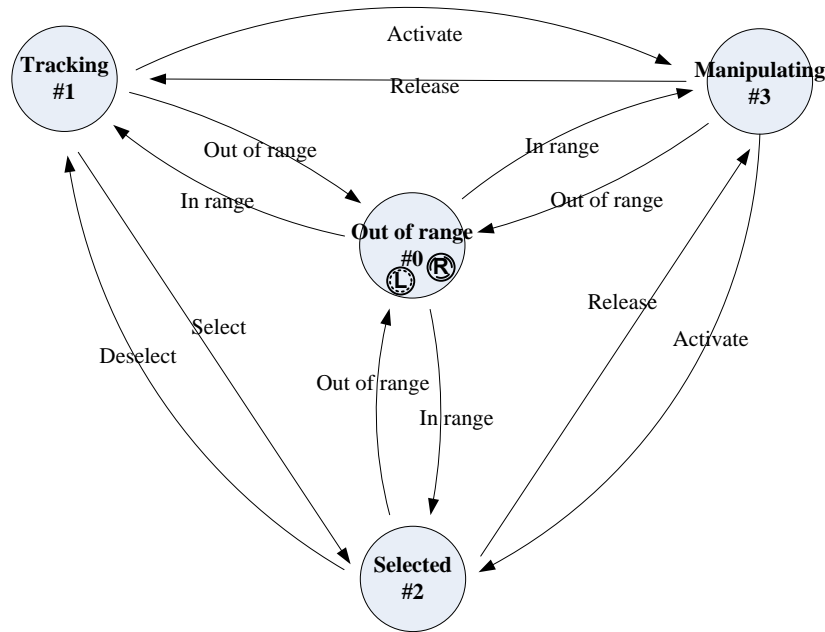 Activate
Tracking
#1
Manipulating
#3
Release
Out of range
In range
In range
Out of range
Out of range
#0
L
R
Release
Select
Activate
Deselect
Out of range
In range
Selected
#2